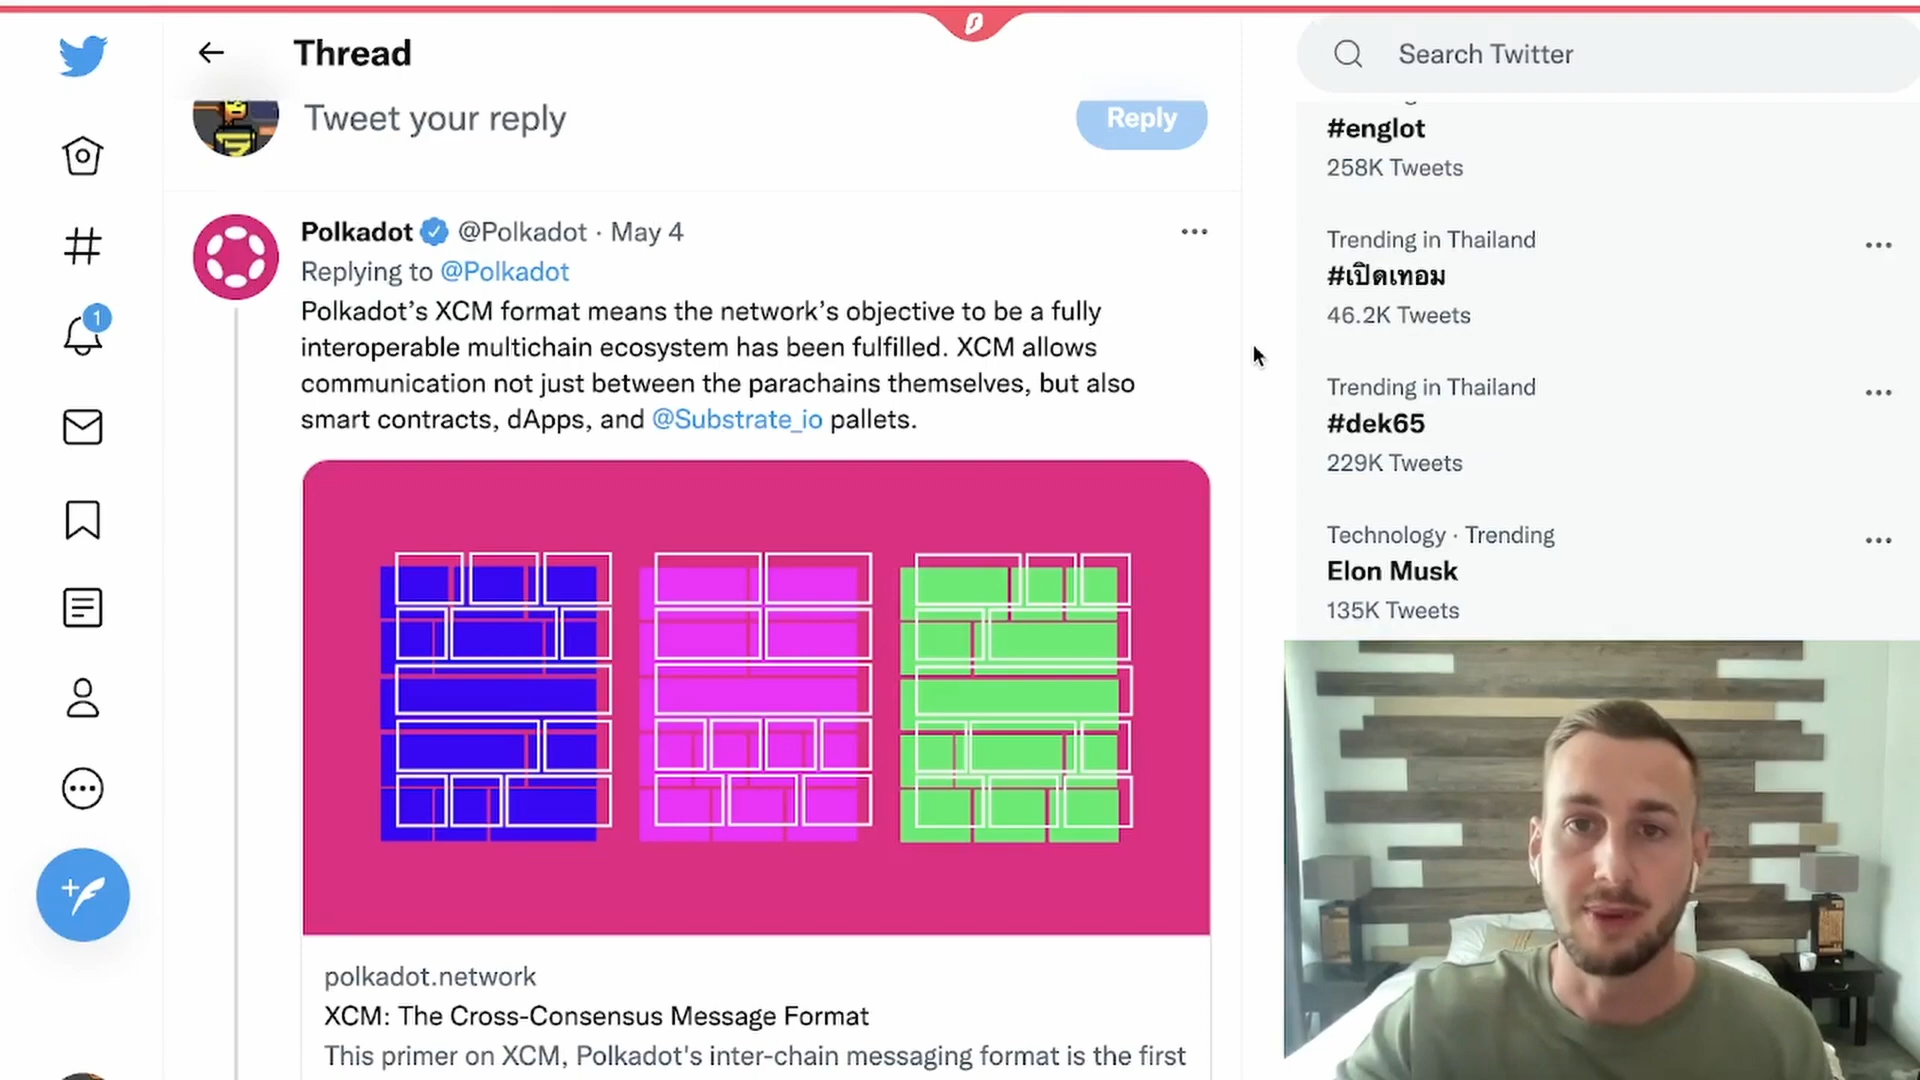 Thread
Search Twitter
Tweet your reply
Reply
Polkadot @Polkadot · May 4
Replying to @Polkadot
Polkadot’s XCM format means the network’s objective to be a fully
interoperable multichain ecosystem has been fulfilled. XCM allows
communication not just between the parachains themselves, but also
smart contracts, dApps, and @Substrate_io pallets.
polkadot.network
XCM: The Cross-Consensus Message Format
This primer on XCM, Polkadot's inter-chain messaging format is the first
1
#englot
258K Tweets
Trending in Thailand
#เปิดเทอม
46.2K Tweets
Trending in Thailand
#dek65
229K Tweets
Technology · Trending
Elon Musk
135K Tweets